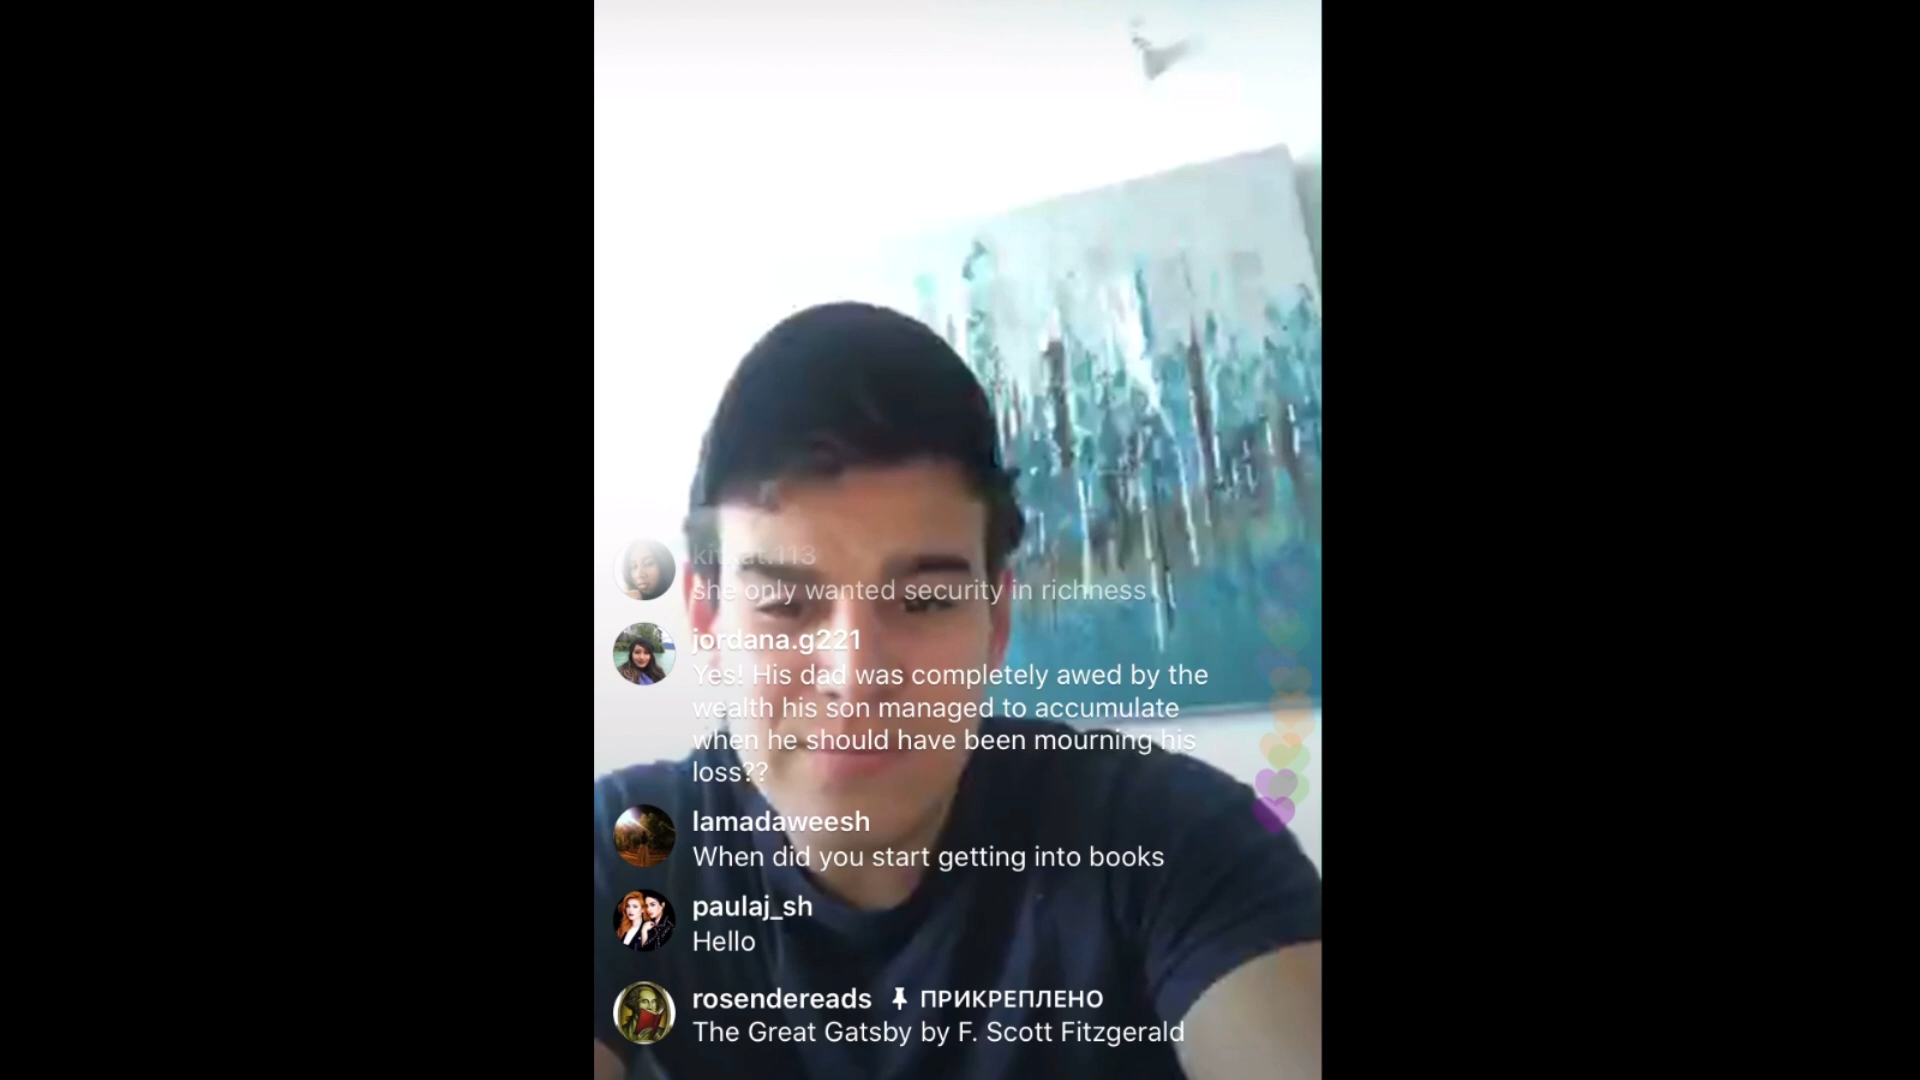 kitkat.113
she only wanted security in richness
jordana.g221
Yes! His dad was completely awed by the
wealth his son managed to accumulate
when he should have been mourning his
loss??
lamadaweesh
When did you start getting into books
paulaj_sh
Hello
rosendereads ПРИКРЕПЛЕНО
The Great Gatsby by F. Scott Fitzgerald